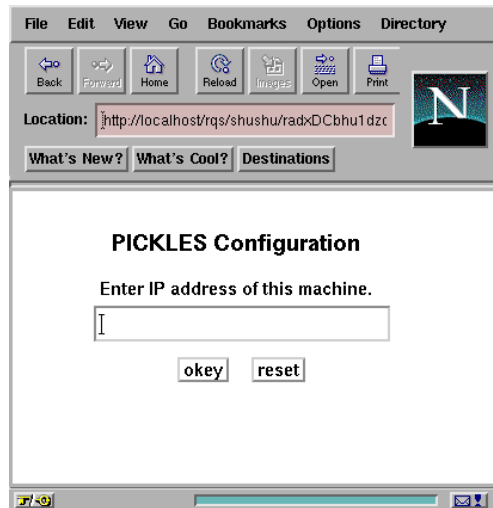 File Edit View Go Bookmarks Options Directory
Back Forward Home Reload Images Open Print
N
Location: http://localhost/rqs/shushu/radxDCbhu1dzc
What's New? What's Cool? Destinations
PICKLES Configuration
Enter IP address of this machine.
okey reset